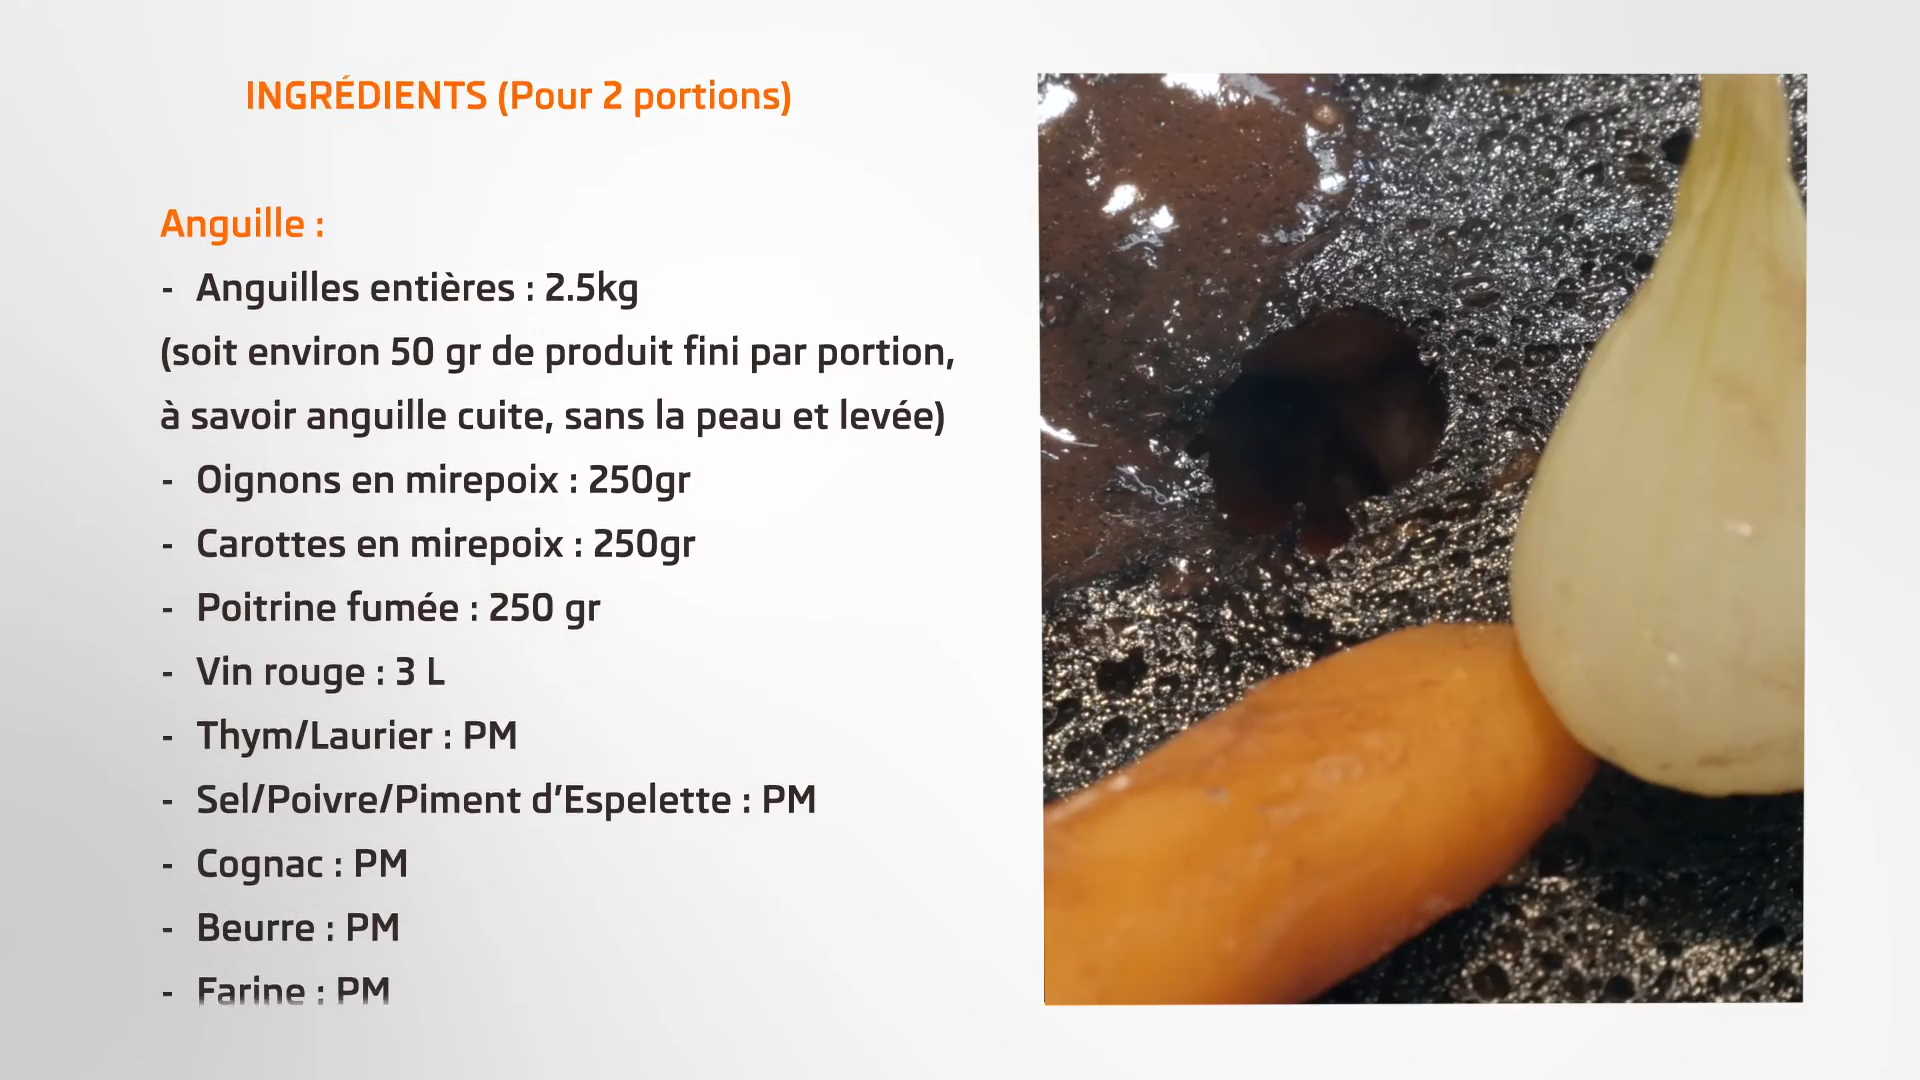 INGRÉDIENTS (Pour 2 portions)
Anguille :
- Anguilles entières : 2.5kg
(soit environ 50 gr de produit fini par portion,
à savoir anguille cuite, sans la peau et levée)
- Oignons en mirepoix : 250gr
- Carottes en mirepoix : 250gr
- Poitrine fumée : 250 gr
- Vin rouge : 3 L
- Thym/Laurier : PM
- Sel/Poivre/Piment d’Espelette : PM
- Cognac : PM
- Beurre : PM
- Farine : PM